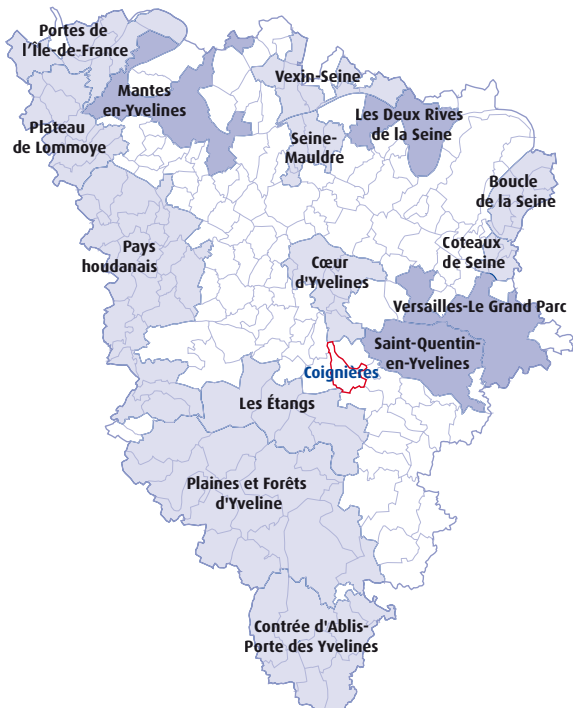 Portes de
l'Île-de-France
Mantes
en-Yvelines
Vexin-Seine
Les Deux Rives
de la Seine
Plateau
de Lommoye
Seine-
Mauldre
Boucle
de la Seine
Pays
houdanais
Cœur
d'Yvelines
Coteaux
de Seine
Versailles-Le Grand Parc
Saint-Quentin-
en-Yvelines
Coignières
Les Étangs
Plaines et Forêts
d'Yveline
Contrée d'Ablis-
Porte des Yvelines